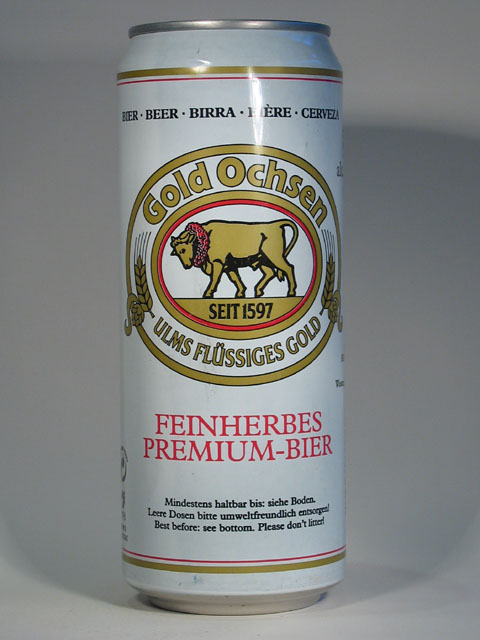 BIER · BEER · BIRRA · BIÈRE · CERVEZA
Gold Ochsen
SEIT 1597
ULMS FLÜSSIGES GOLD
FEINHERBES
PREMIUM-BIER
Mindestens haltbar bis: siehe Boden.
Leere Dosen bitte umweltfreundlich entsorgen!
Best before: see bottom. Please don't litter!